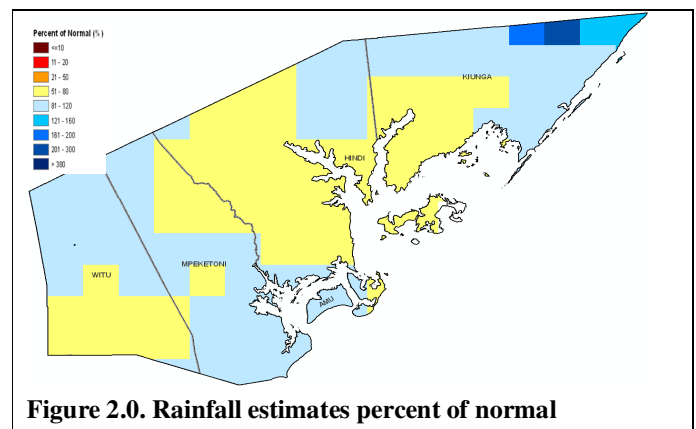 Percent of Normal (%)
<=10
11 - 20
21 - 50
51 - 80
81 - 120
121 - 160
161 - 200
201 - 300
> 300
KIUNGA
HINDI
MPEKETONI
WITU
AMU
Figure 2.0. Rainfall estimates percent of normal